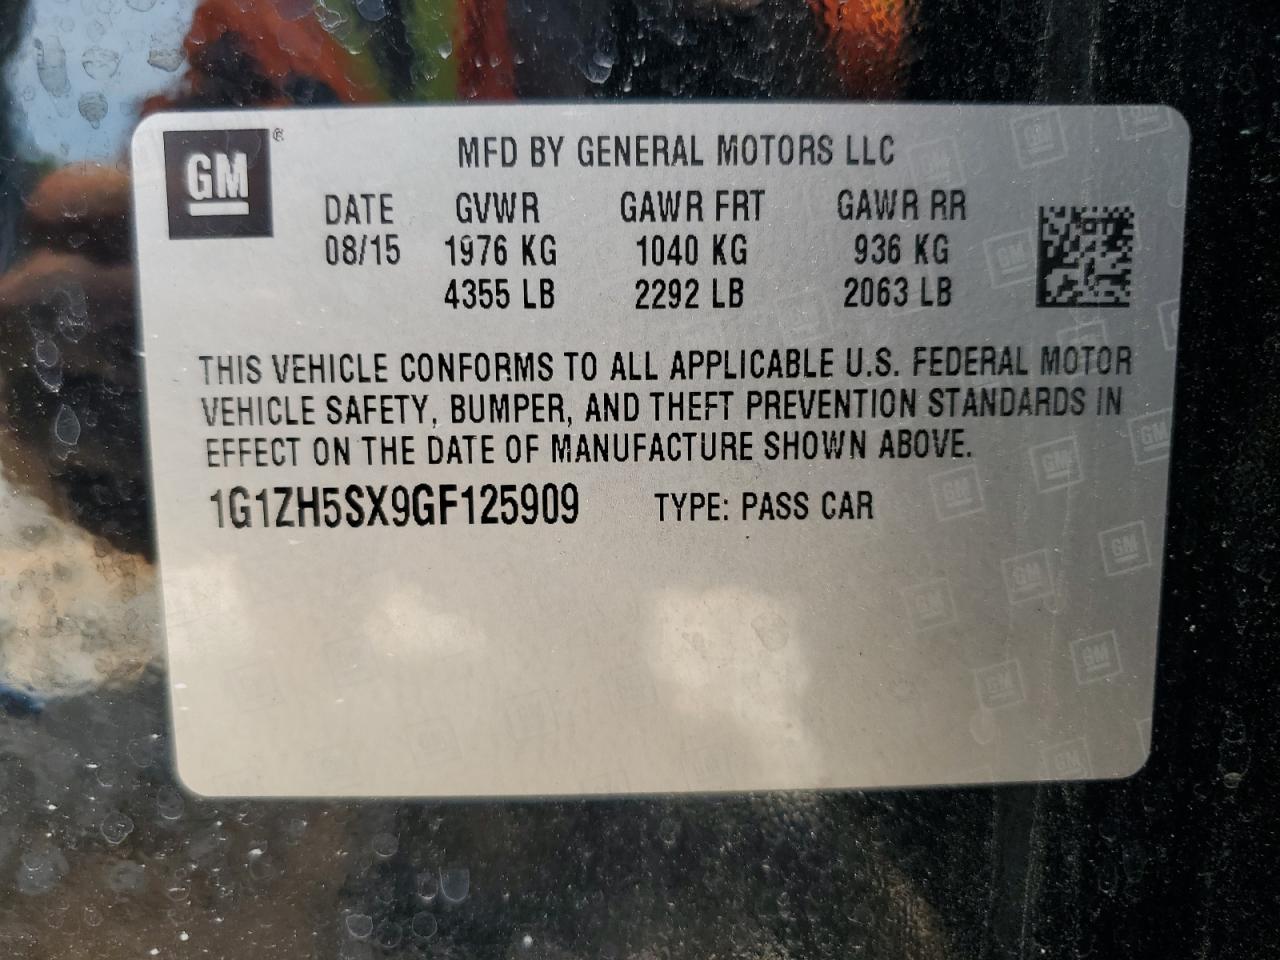 GM®
MFD BY GENERAL MOTORS LLC
DATE GVWR GAWR FRT GAWR RR
08/15 1976 KG 1040 KG 936 KG
4355 LB 2292 LB 2063 LB
THIS VEHICLE CONFORMS TO ALL APPLICABLE U.S. FEDERAL MOTOR
VEHICLE SAFETY, BUMPER, AND THEFT PREVENTION STANDARDS IN
EFFECT ON THE DATE OF MANUFACTURE SHOWN ABOVE.
1G1ZH5SX9GF125909 TYPE: PASS CAR